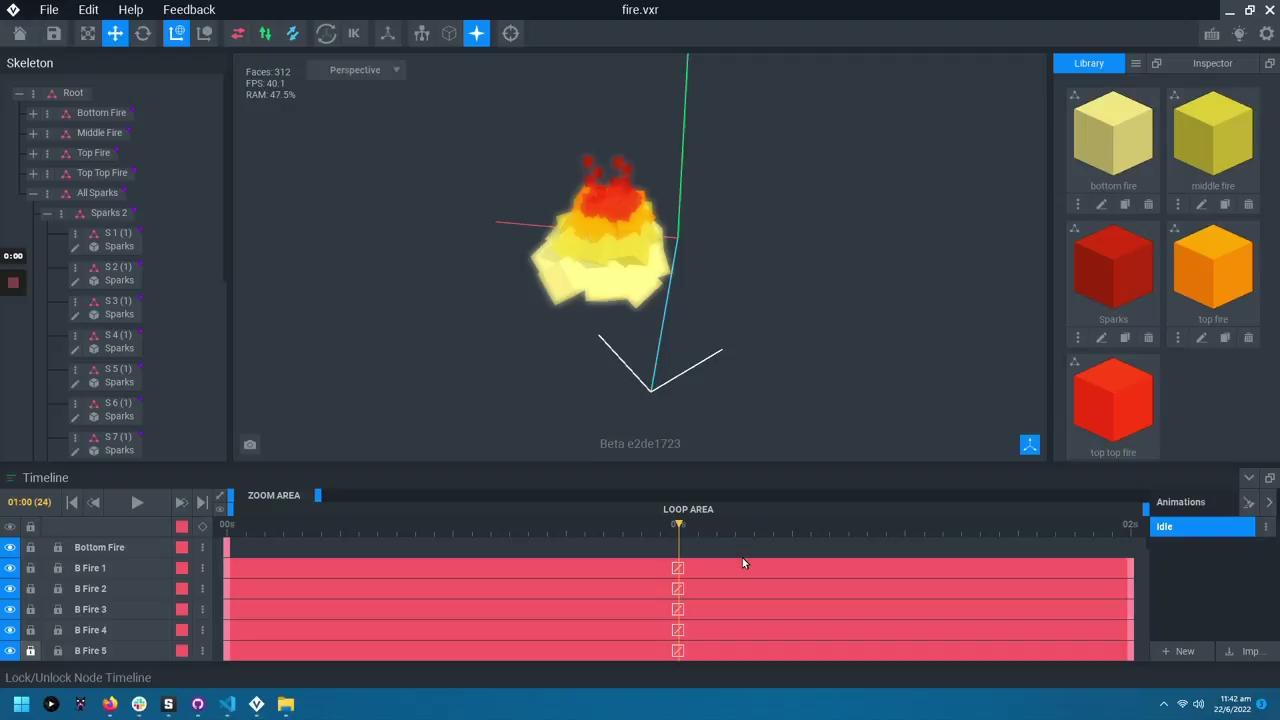 File Edit Help Feedback
fire.vxr
IK
Skeleton
Root
Bottom Fire
Middle Fire
Top Fire
Top Top Fire
All Sparks
Sparks 2
S 1 (1)
Sparks
S 2 (1)
Sparks
S 3 (1)
Sparks
S 4 (1)
Sparks
S 5 (1)
Sparks
S 6 (1)
Sparks
S 7 (1)
Sparks
0:00
Faces: 312
FPS: 40.1
RAM: 47.5%
Perspective
Beta e2de1723
Library
Inspector
bottom fire
middle fire
Sparks
top fire
top top fire
Timeline
01:00 (24)
ZOOM AREA
LOOP AREA
00s
02s
Bottom Fire
B Fire 1
B Fire 2
B Fire 3
B Fire 4
B Fire 5
Animations
Idle
New
Imp...
Lock/Unlock Node Timeline
11:42 am
22/6/2022